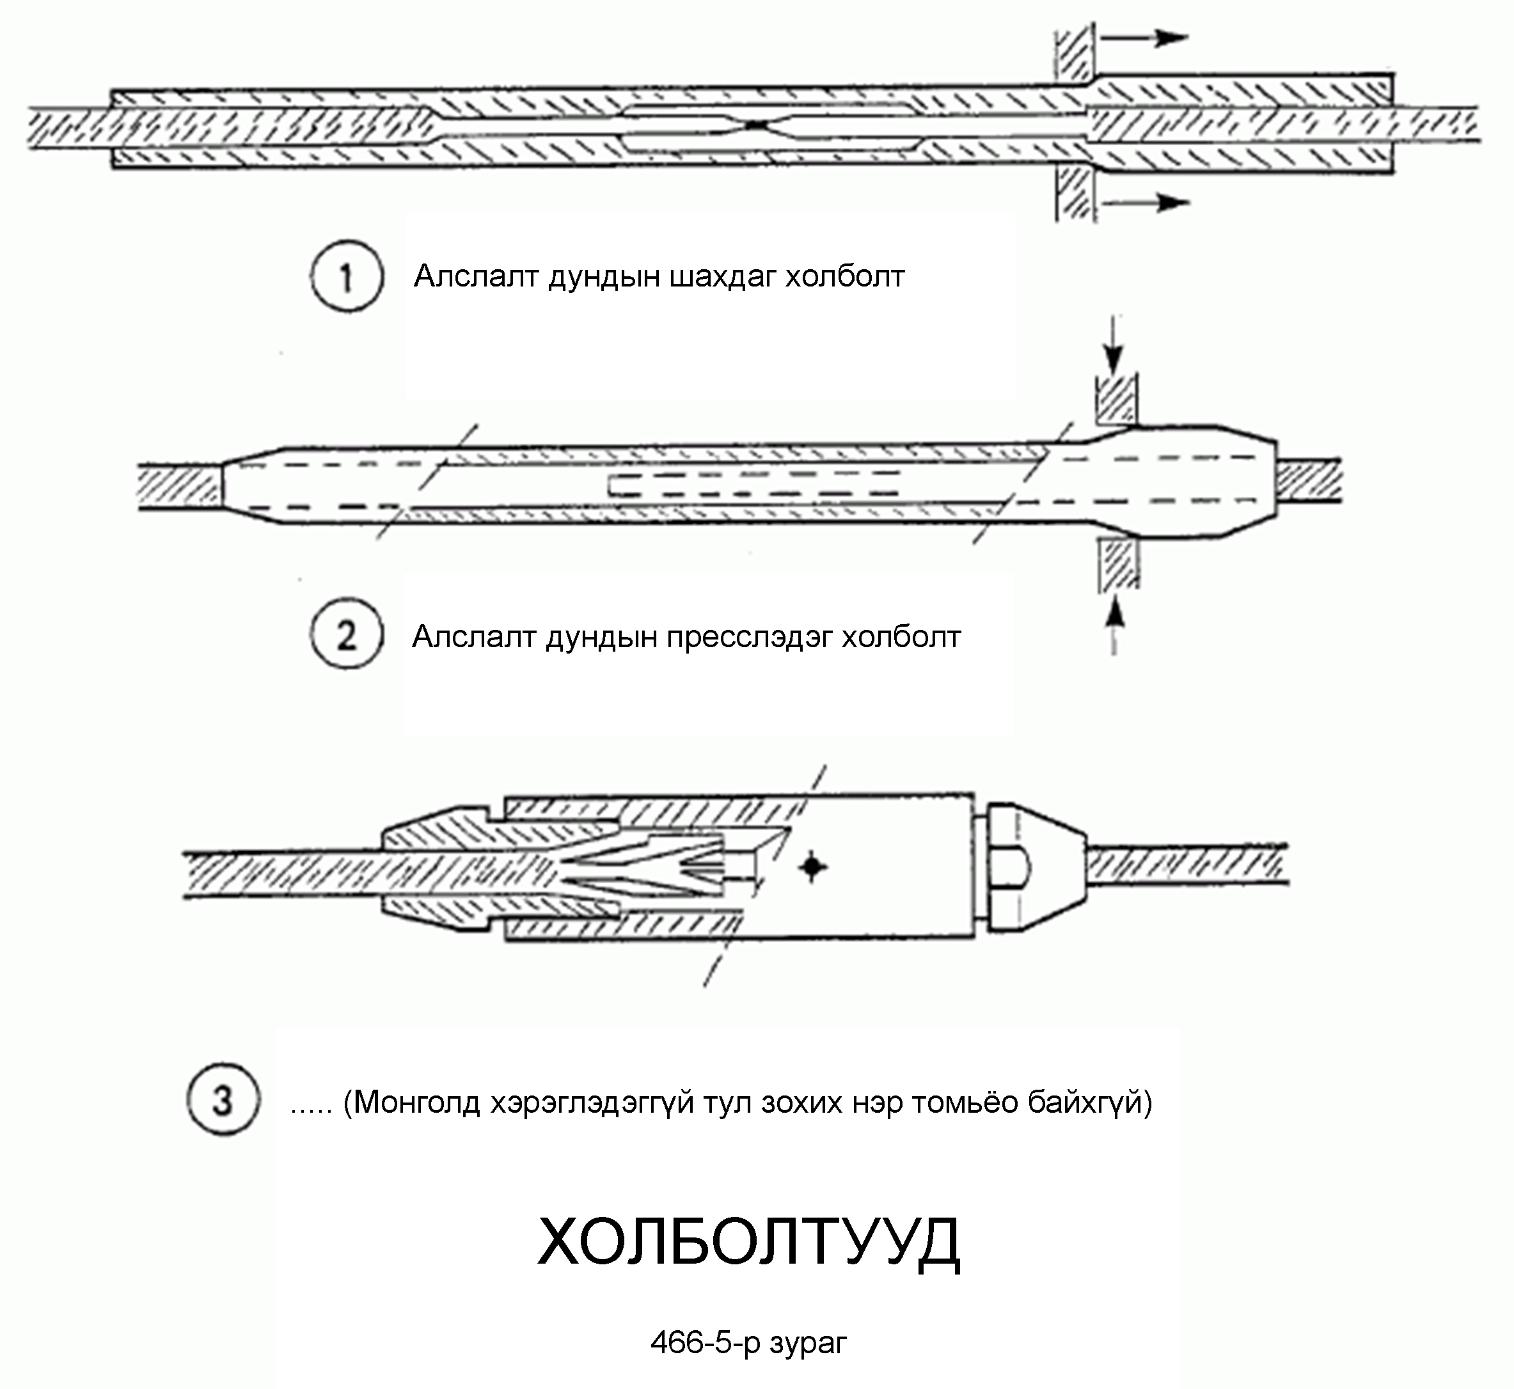 1 Алслалт дундын шахдаг холболт
2 Алслалт дундын пресслэдэг холболт
3 ..... (Монголд хэрэглэдэггүй тул зохих нэр томьёо байхгүй)
ХОЛБОЛТУУД
466-5-р зураг